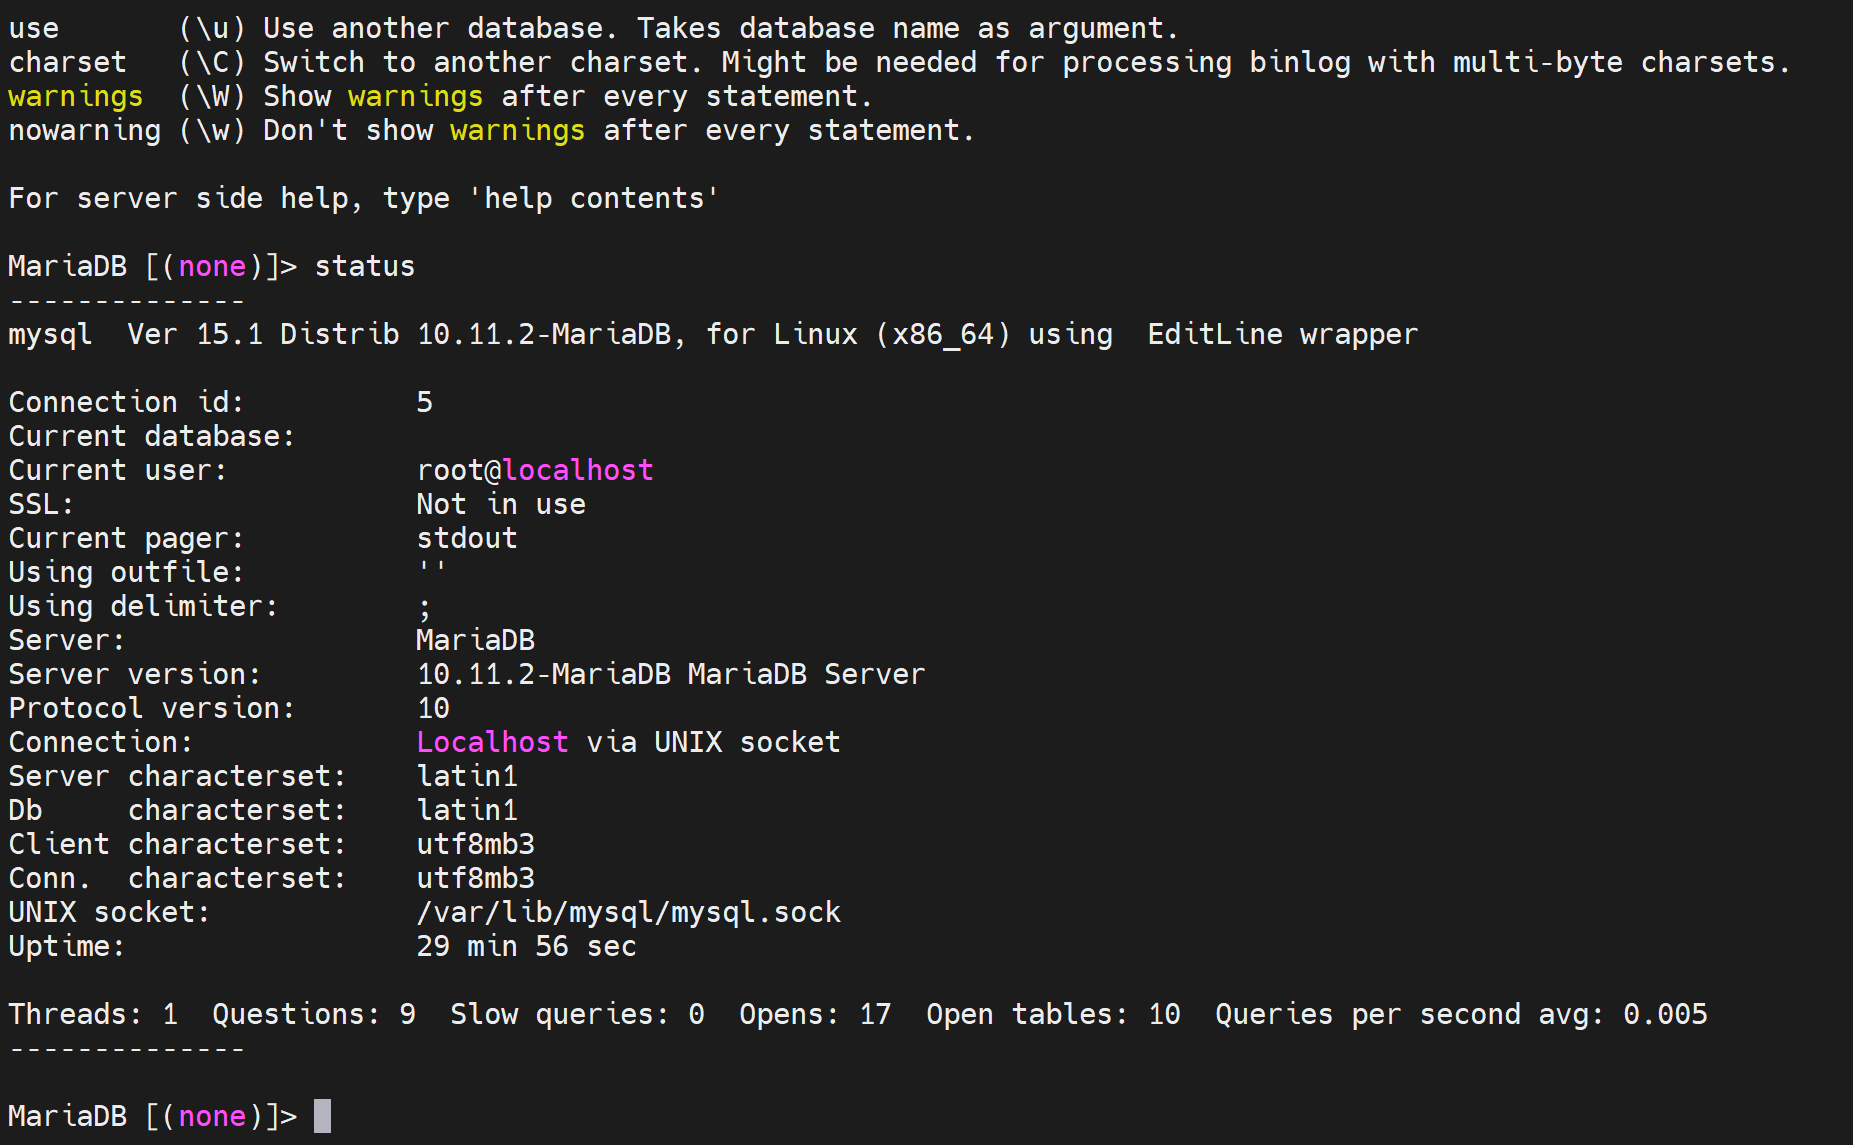 use       (\u) Use another database. Takes database name as argument.
charset   (\C) Switch to another charset. Might be needed for processing binlog with multi-byte charsets.
warnings  (\W) Show warnings after every statement.
nowarning (\w) Don't show warnings after every statement.

For server side help, type 'help contents'

MariaDB [(none)]> status
--------------
mysql  Ver 15.1 Distrib 10.11.2-MariaDB, for Linux (x86_64) using  EditLine wrapper

Connection id:          5
Current database:
Current user:           root@localhost
SSL:                    Not in use
Current pager:          stdout
Using outfile:          ''
Using delimiter:        ;
Server:                 MariaDB
Server version:         10.11.2-MariaDB MariaDB Server
Protocol version:       10
Connection:             Localhost via UNIX socket
Server characterset:    latin1
Db     characterset:    latin1
Client characterset:    utf8mb3
Conn.  characterset:    utf8mb3
UNIX socket:            /var/lib/mysql/mysql.sock
Uptime:                 29 min 56 sec

Threads: 1  Questions: 9  Slow queries: 0  Opens: 17  Open tables: 10  Queries per second avg: 0.005
--------------

MariaDB [(none)]>